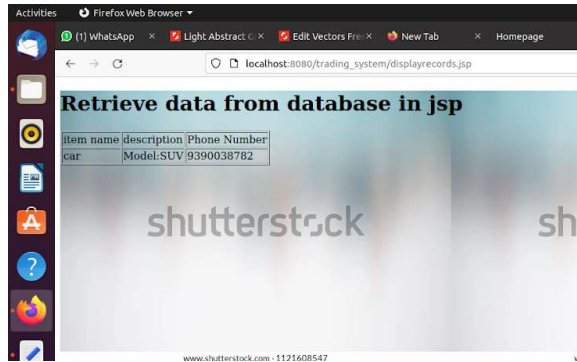 Activities Firefox Web Browser
(1) WhatsApp × Light Abstract G × Edit Vectors Free × New Tab × Homepage
localhost:8080/trading_system/displayrecords.jsp
Retrieve data from database in jsp
item name description Phone Number
car Model:SUV 9390038782
shutterstock sh
www.shutterstock.com · 1121608547